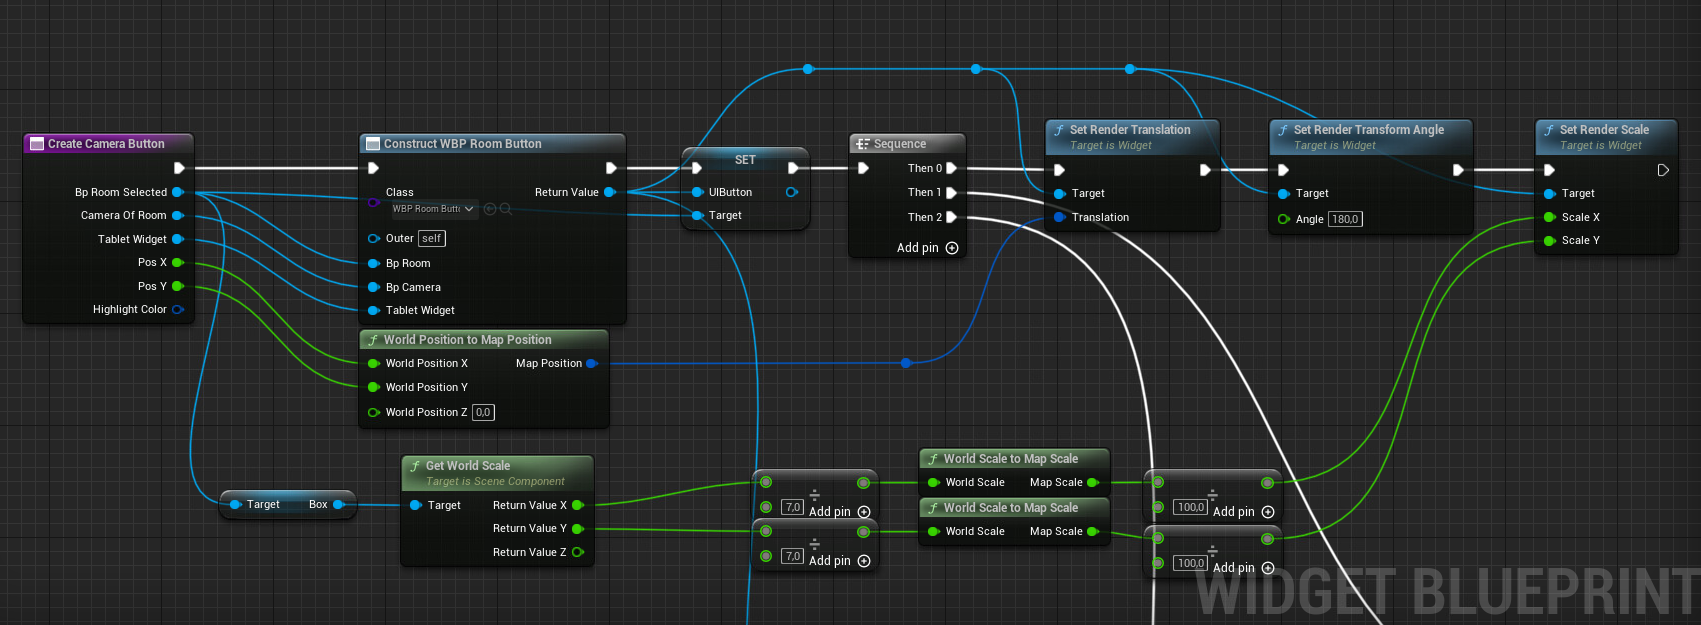 Create Camera Button
Bp Room Selected
Camera Of Room
Tablet Widget
Pos X
Pos Y
Highlight Color
Construct WBP Room Button
Class
Return Value
WBP Room Butt
Outer self
Bp Room
Bp Camera
Tablet Widget
World Position to Map Position
World Position X Map Position
World Position Y
World Position Z 0,0
SET
UIButton
Target
Sequence
Then 0
Then 1
Then 2
Add pin
Set Render Translation
Target is Widget
Target
Translation
Set Render Transform Angle
Target is Widget
Target
Angle 180,0
Set Render Scale
Target is Widget
Target
Scale X
Scale Y
Target Box
Get World Scale
Target is Scene Component
Target Return Value X
Return Value Y
Return Value Z
÷
7,0 Add pin
÷
7,0 Add pin
World Scale to Map Scale
World Scale Map Scale
World Scale to Map Scale
World Scale Map Scale
÷
100,0 Add pin
÷
100,0 Add pin
WIDGET BLUEPRINT